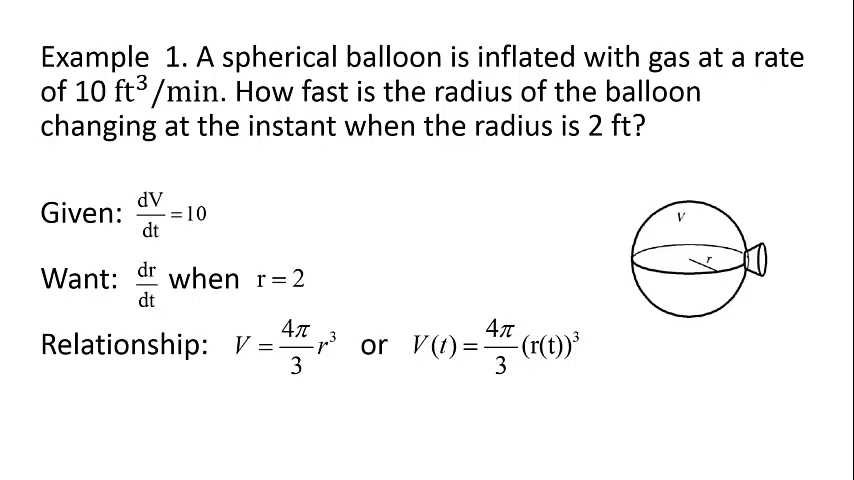 Example 1. A spherical balloon is inflated with gas at a rate
of 10 ft³/min. How fast is the radius of the balloon
changing at the instant when the radius is 2 ft?
Given: dV/dt = 10
V
r
Want: dr/dt when r = 2
Relationship: V = 4π/3 r³ or V(t) = 4π/3 (r(t))³